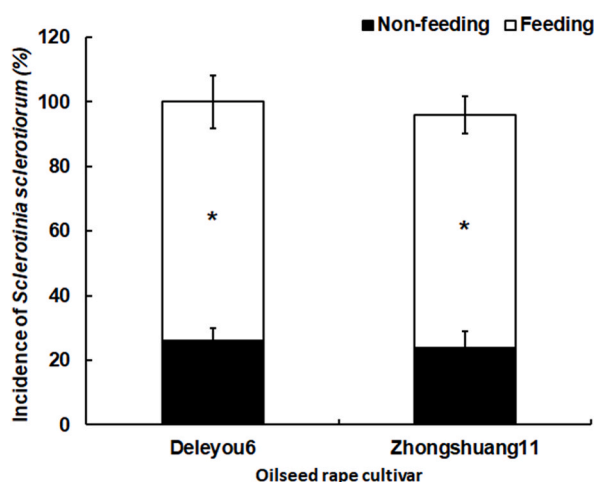 Non-feeding Feeding
Incidence of Sclerotinia sclerotiorum (%)
120
100
80
60
40
20
0
*
*
Deleyou6 Zhongshuang11
Oilseed rape cultivar